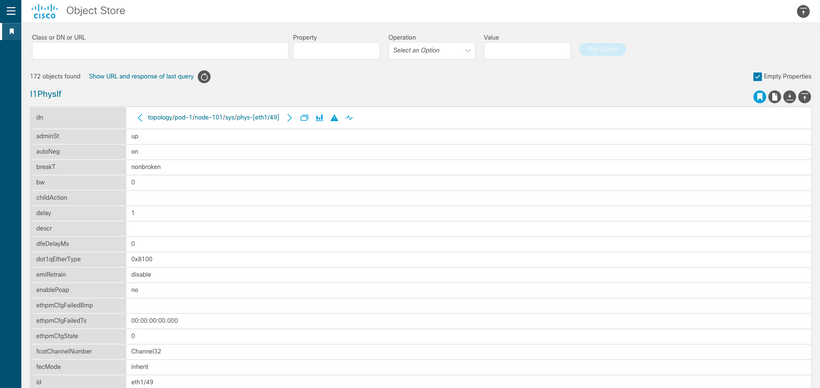 CISCO Object Store
Class or DN or URL Property Operation Value
Select an Option Run Query
172 objects found Show URL and response of last query Empty Properties
l1PhysIf
dn topology/pod-1/node-101/sys/phys-[eth1/49]
adminSt up
autoNeg on
breakT nonbroken
bw 0
childAction
delay 1
descr
dfeDelayMs 0
dot1qEtherType 0x8100
emiRetrain disable
enablePoap no
ethpmCfgFailedBmp
ethpmCfgFailedTs 00:00:00:00.000
ethpmCfgState 0
fcotChannelNumber Channel32
fecMode inherit
id eth1/49